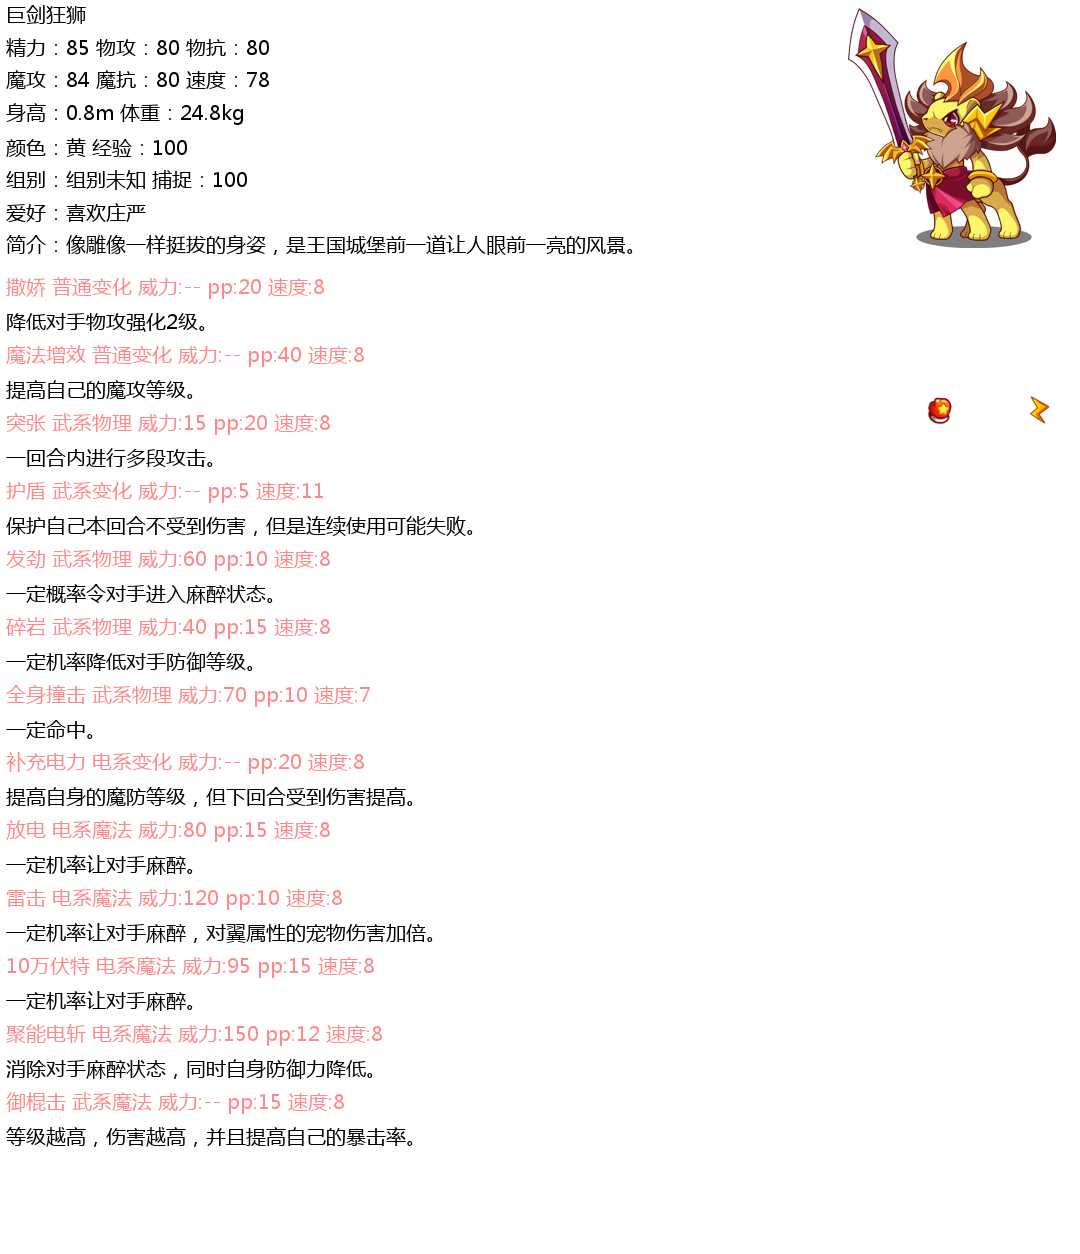 巨剑狂狮
精力：85 物攻：80 物抗：80
魔攻：84 魔抗：80 速度：78
身高：0.8m 体重：24.8kg
颜色：黄 经验：100
组别：组别未知 捕捉：100
爱好：喜欢庄严
简介：像雕像一样挺拔的身姿，是王国城堡前一道让人眼前一亮的风景。
撒娇 普通变化 威力:-- pp:20 速度:8
降低对手物攻强化2级。
魔法增效 普通变化 威力:-- pp:40 速度:8
提高自己的魔攻等级。
突张 武系物理 威力:15 pp:20 速度:8
一回合内进行多段攻击。
护盾 武系变化 威力:-- pp:5 速度:11
保护自己本回合不受到伤害，但是连续使用可能失败。
发劲 武系物理 威力:60 pp:10 速度:8
一定概率令对手进入麻醉状态。
碎岩 武系物理 威力:40 pp:15 速度:8
一定机率降低对手防御等级。
全身撞击 武系物理 威力:70 pp:10 速度:7
一定命中。
补充电力 电系变化 威力:-- pp:20 速度:8
提高自身的魔防等级，但下回合受到伤害提高。
放电 电系魔法 威力:80 pp:15 速度:8
一定机率让对手麻醉。
雷击 电系魔法 威力:120 pp:10 速度:8
一定机率让对手麻醉，对翼属性的宠物伤害加倍。
10万伏特 电系魔法 威力:95 pp:15 速度:8
一定机率让对手麻醉。
聚能电斩 电系魔法 威力:150 pp:12 速度:8
消除对手麻醉状态，同时自身防御力降低。
御棍击 武系魔法 威力:-- pp:15 速度:8
等级越高，伤害越高，并且提高自己的暴击率。